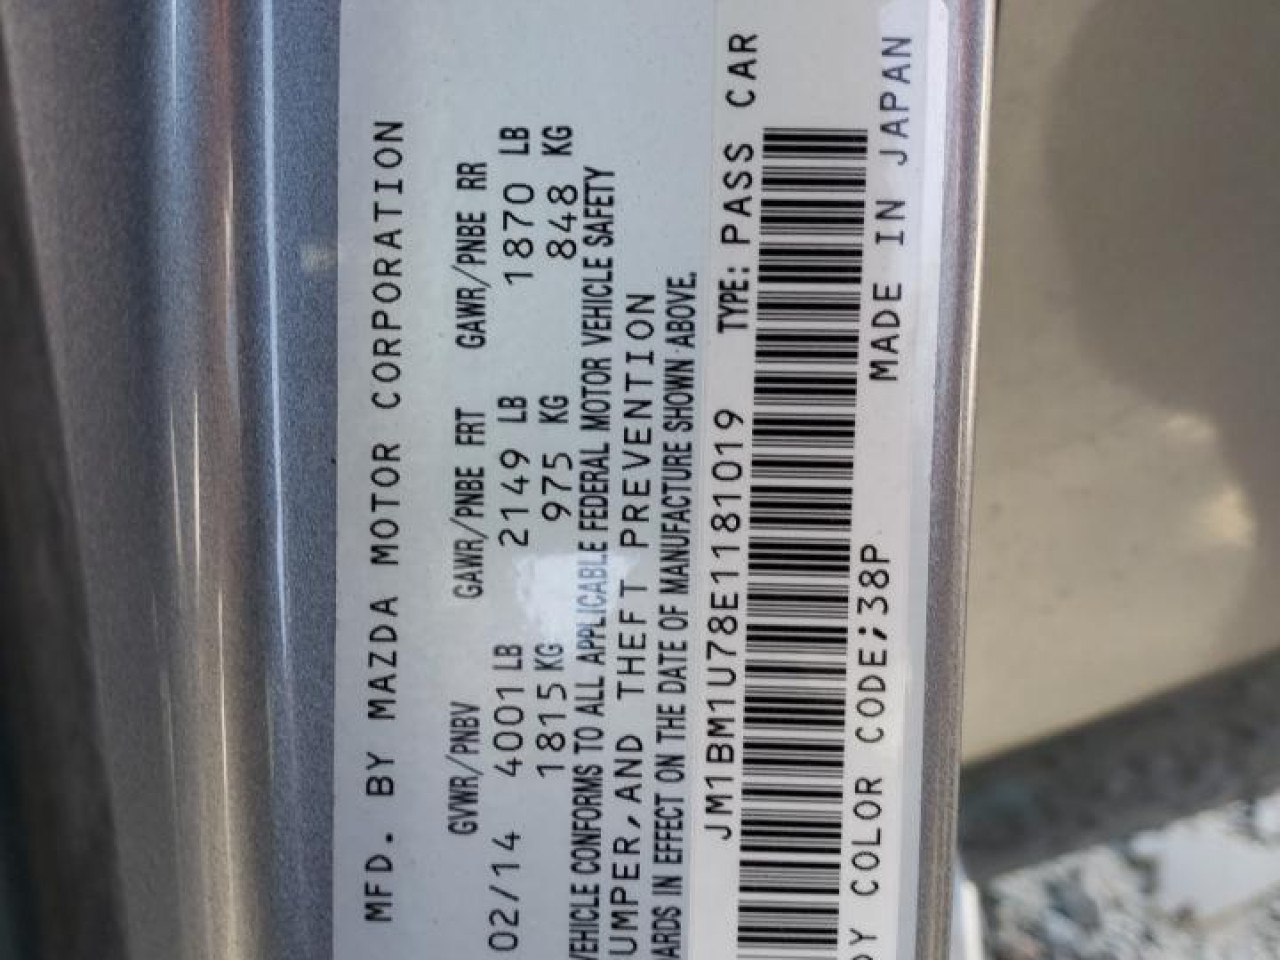 MFD. BY MAZDA MOTOR CORPORATION
GVWR/PNBV GAWR/PNBE FRT GAWR/PNBE RR
02/14 4001 LB 2149 LB 1870 LB
1815 KG 975 KG 848 KG
VEHICLE CONFORMS TO ALL APPLICABLE FEDERAL MOTOR VEHICLE SAFETY
UMPER, AND THEFT PREVENTION
ARDS IN EFFECT ON THE DATE OF MANUFACTURE SHOWN ABOVE.
JM1BM1U78E1181019 TYPE: PASS CAR
DY COLOR CODE;38P MADE IN JAPAN